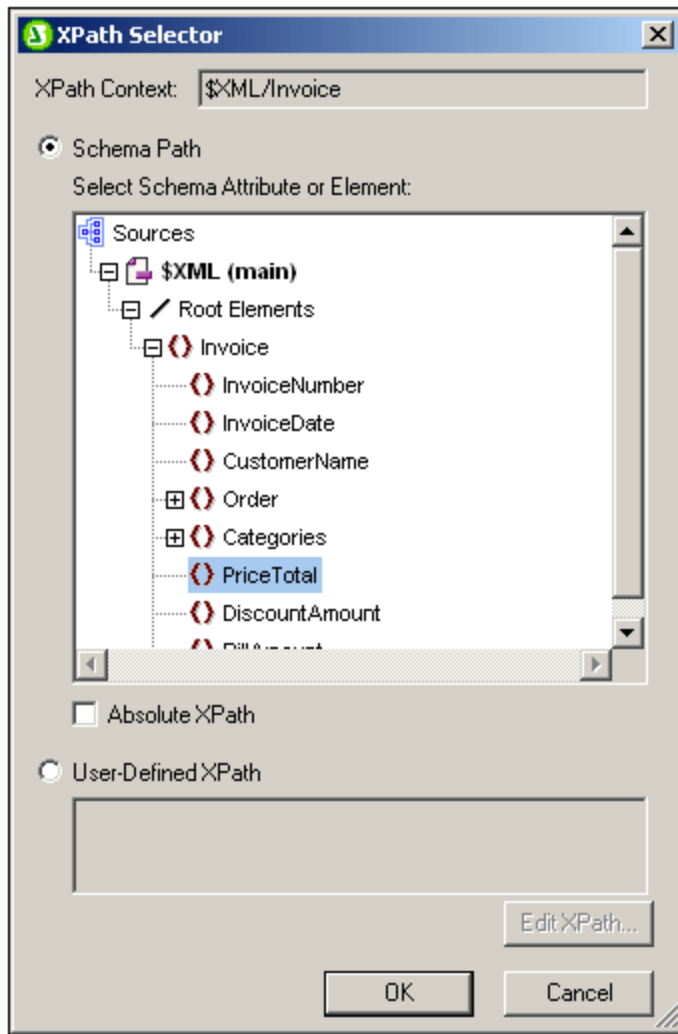 XPath Selector
XPath Context: $XML/Invoice
Schema Path
Select Schema Attribute or Element:
Sources
$XML (main)
Root Elements
Invoice
InvoiceNumber
InvoiceDate
CustomerName
Order
Categories
PriceTotal
DiscountAmount
Absolute XPath
User-Defined XPath
Edit XPath...
OK Cancel